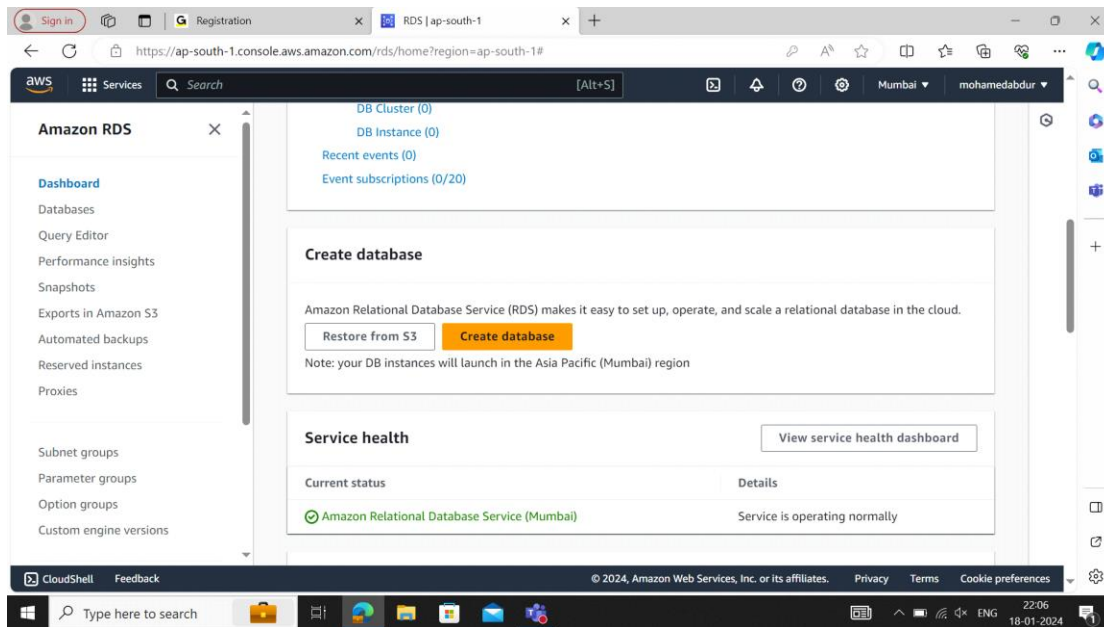 Sign in
G Registration
RDS | ap-south-1
https://ap-south-1.console.aws.amazon.com/rds/home?region=ap-south-1#
aws Services Search [Alt+S] Mumbai mohamedabdur
Amazon RDS
Dashboard
Databases
Query Editor
Performance insights
Snapshots
Exports in Amazon S3
Automated backups
Reserved instances
Proxies
Subnet groups
Parameter groups
Option groups
Custom engine versions
DB Cluster (0)
DB Instance (0)
Recent events (0)
Event subscriptions (0/20)
Create database
Amazon Relational Database Service (RDS) makes it easy to set up, operate, and scale a relational database in the cloud.
Restore from S3 Create database
Note: your DB instances will launch in the Asia Pacific (Mumbai) region
Service health View service health dashboard
Current status Details
Amazon Relational Database Service (Mumbai) Service is operating normally
CloudShell Feedback © 2024, Amazon Web Services, Inc. or its affiliates. Privacy Terms Cookie preferences
Type here to search ENG 22:06
18-01-2024